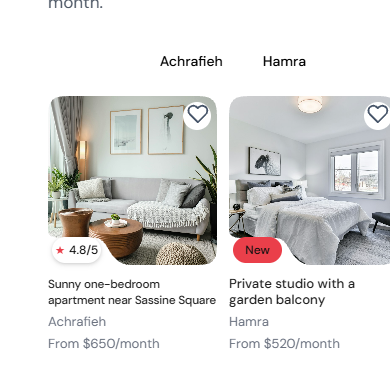 month.
Achrafieh Hamra
★ 4.8/5 New
Sunny one-bedroom
apartment near Sassine Square
Achrafieh
From $650/month
Private studio with a
garden balcony
Hamra
From $520/month